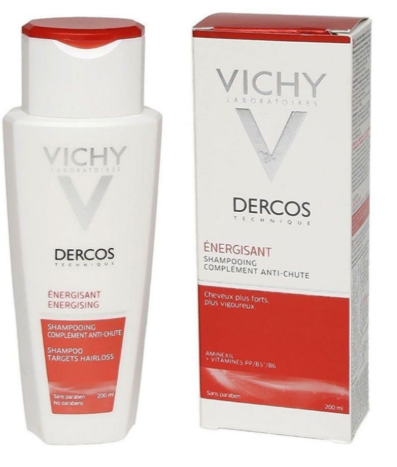 VICHY
LABORATOIRES
DERCOS
TECHNIQUE
ÉNERGISANT
ENERGISING
SHAMPOOING
COMPLÉMENT ANTI-CHUTE
SHAMPOO
TARGETS HAIRLOSS
Sans paraben
No parabens
200 ml
VICHY
LABORATOIRES
DERCOS
TECHNIQUE
ÉNERGISANT
SHAMPOOING
COMPLÉMENT ANTI-CHUTE
Cheveux plus forts,
plus vigoureux
AMINEXIL
+ VITAMINES PP/B5*/B6
Sans paraben
200 ml